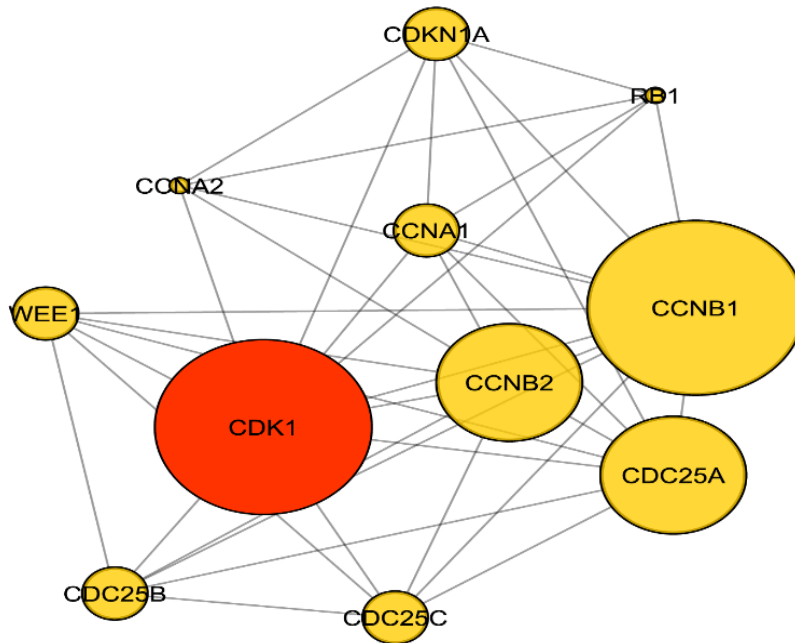 CDKN1A
RB1
CCNA2
CCNA1
CCNB1
WEE1
CCNB2
CDK1
CDC25A
CDC25B
CDC25C